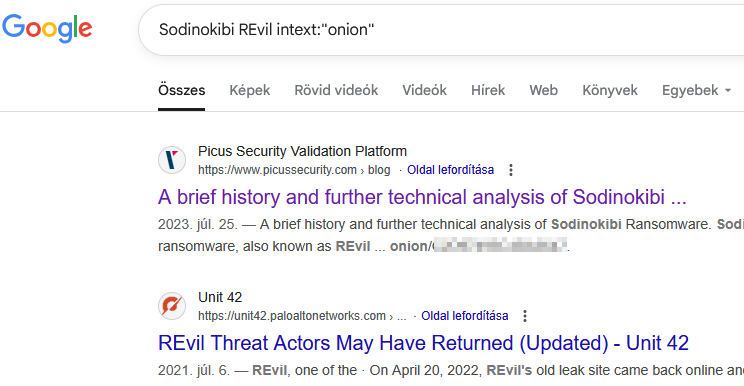 Google
Sodinokibi REvil intext:"onion"
Összes Képek Rövid videók Videók Hírek Web Könyvek Egyebek
Picus Security Validation Platform
https://www.picussecurity.com › blog · Oldal lefordítása
A brief history and further technical analysis of Sodinokibi ...
2023. júl. 25. — A brief history and further technical analysis of Sodinokibi Ransomware. Sodi
ransomware, also known as REvil ... onion/
Unit 42
https://unit42.paloaltonetworks.com › ... · Oldal lefordítása
REvil Threat Actors May Have Returned (Updated) - Unit 42
2021. júl. 6. — REvil, one of the · On April 20, 2022, REvil's old leak site came back online and